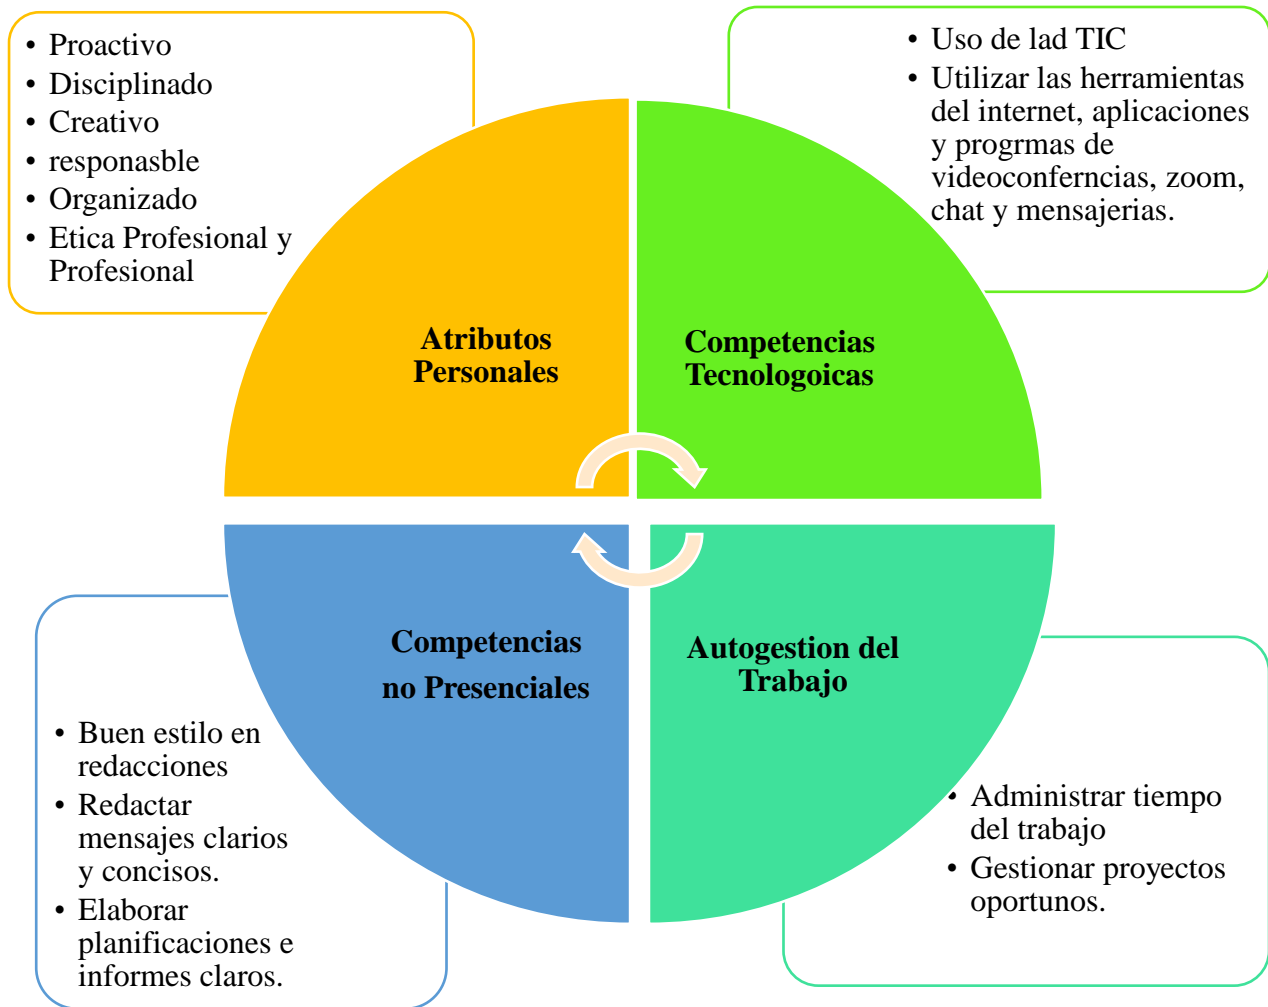 • Proactivo
• Disciplinado
• Creativo
• responasble
• Organizado
• Etica Profesional y
Profesional
• Uso de lad TIC
• Utilizar las herramientas
del internet, aplicaciones
y progrmas de
videoconferncias, zoom,
chat y mensajerias.
Atributos
Personales
Competencias
Tecnologoicas
Competencias
no Presenciales
Autogestion del
Trabajo
• Buen estilo en
redacciones
• Redactar
mensajes clarios
y concisos.
• Elaborar
planificaciones e
informes claros.
• Administrar tiempo
del trabajo
• Gestionar proyectos
oportunos.